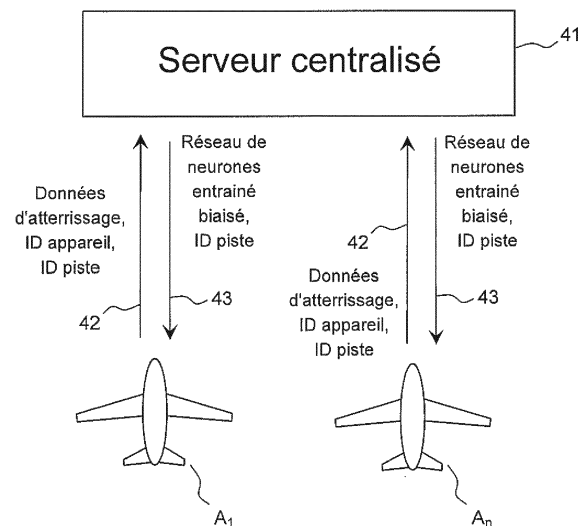 Serveur centralisé
41
Données
d'atterrissage,
ID appareil,
ID piste
42
Réseau de
neurones
entrainé
biaisé,
ID piste
43
42
Données
d'atterrissage,
ID appareil,
ID piste
Réseau de
neurones
entrainé
biaisé,
ID piste
43
A1
An